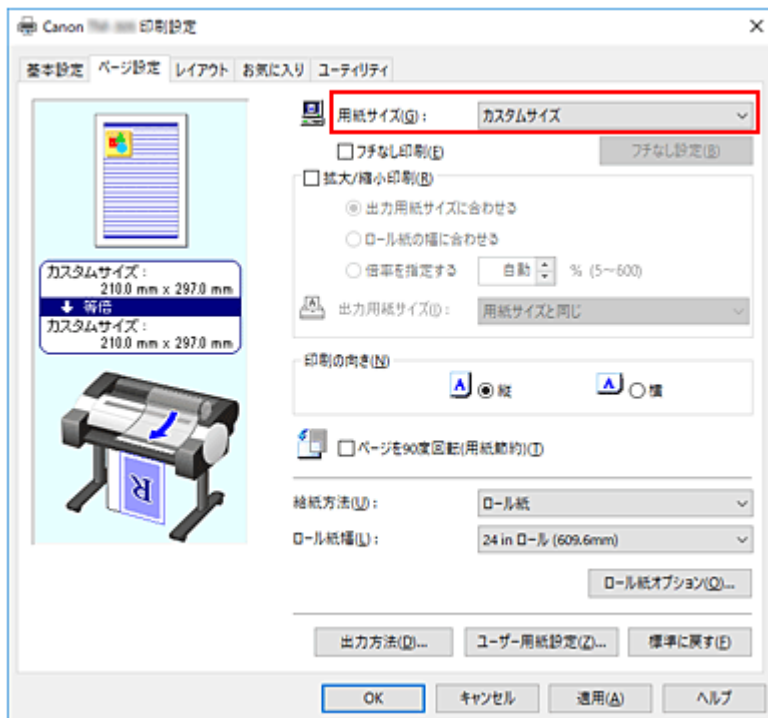 Canon 印刷設定
基本設定 ページ設定 レイアウト お気に入り ユーティリティ
用紙サイズ(G): カスタムサイズ
フチなし印刷(E) フチなし設定(B)
拡大/縮小印刷(R)
出力用紙サイズに合わせる
ロール紙の幅に合わせる
倍率を指定する 自動 % (5～600)
出力用紙サイズ(I): 用紙サイズと同じ
カスタムサイズ:
210.0 mm x 297.0 mm
等倍
カスタムサイズ:
210.0 mm x 297.0 mm
印刷の向き(N)
A 縦 A 横
ページを90度回転(用紙節約)(T)
R
給紙方法(U): ロール紙
ロール紙幅(L): 24 in ロール (609.6mm)
ロール紙オプション(O)...
出力方法(D)... ユーザー用紙設定(Z)... 標準に戻す(F)
OK キャンセル 適用(A) ヘルプ